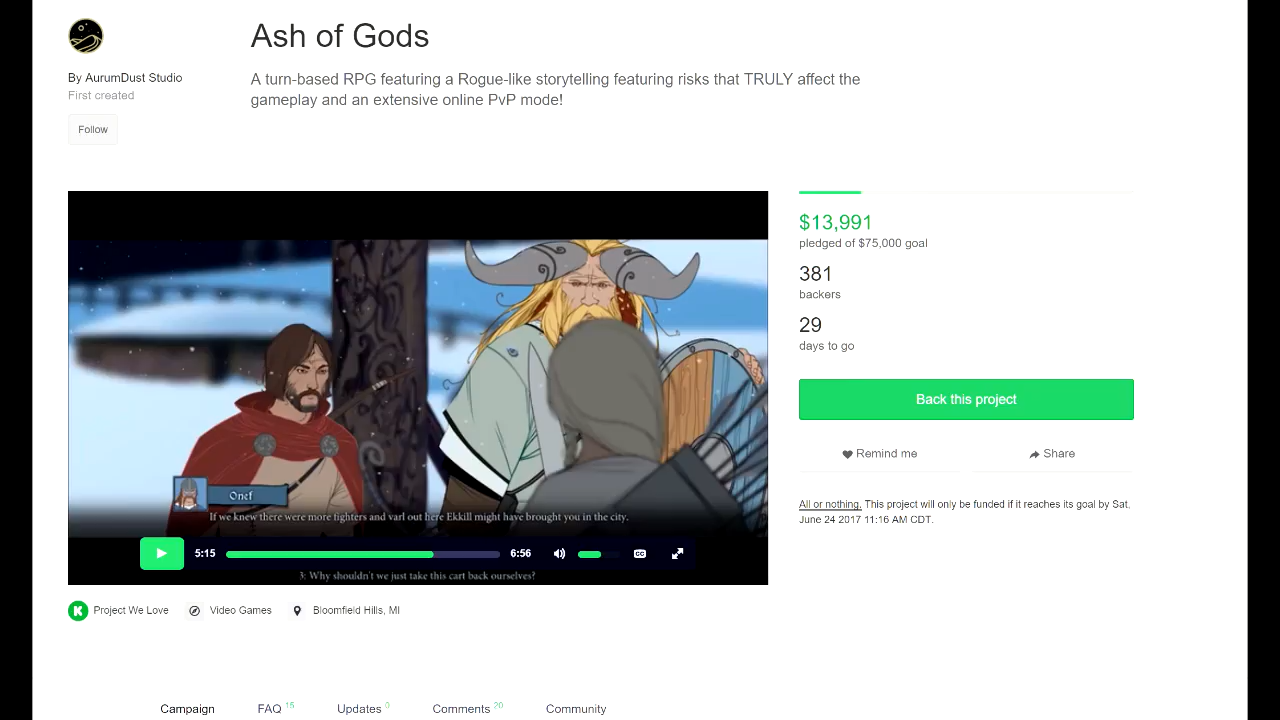 Ash of Gods
By AurumDust Studio
First created
Follow
A turn-based RPG featuring a Rogue-like storytelling featuring risks that TRULY affect the
gameplay and an extensive online PvP mode!
Onef
If we knew there were more fighters and varl out here Ekkill might have brought you in the city.
5:15
6:56
CC
3: Why shouldn't we just take this cart back ourselves?
$13,991
pledged of $75,000 goal
381
backers
29
days to go
Back this project
Remind me
Share
All or nothing. This project will only be funded if it reaches its goal by Sat,
June 24 2017 11:16 AM CDT.
K Project We Love Video Games Bloomfield Hills, MI
Campaign FAQ 15 Updates 0 Comments 20 Community